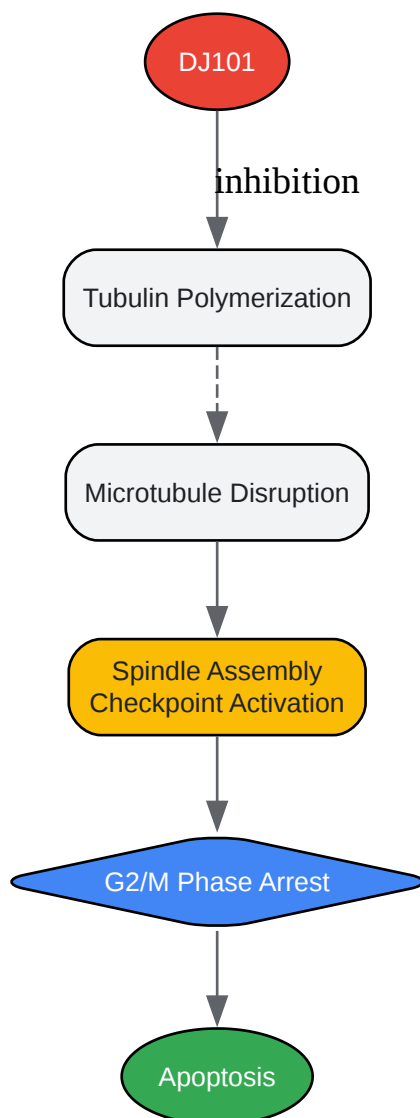 DJ101
inhibition
Tubulin Polymerization
Microtubule Disruption
Spindle Assembly
Checkpoint Activation
G2/M Phase Arrest
Apoptosis